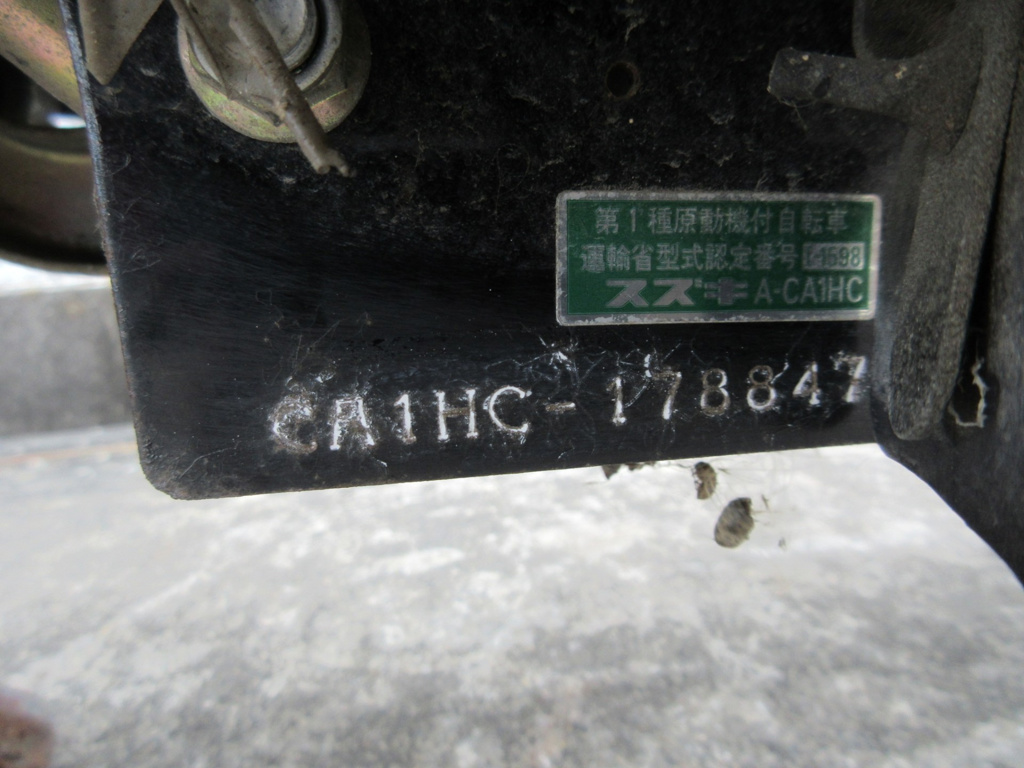 第1種原動機付自転車
運輸省型式認定番号 I-1598
スズキ A-CA1HC
CA1HC-178847